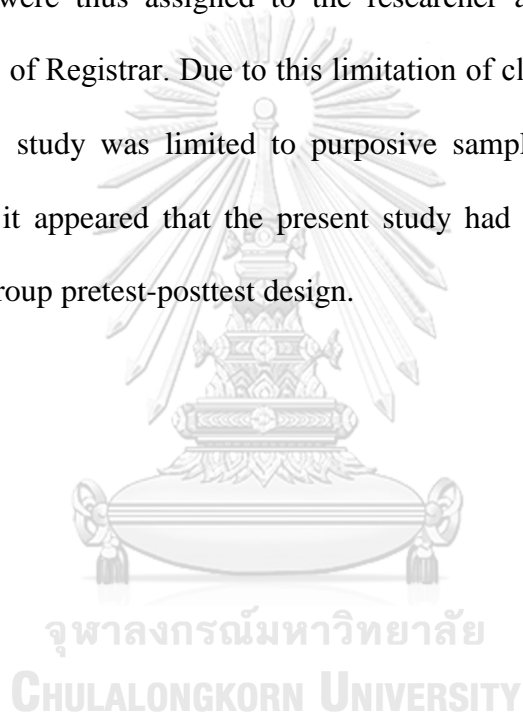 were thus assigned to the researcher a
of Registrar. Due to this limitation of cl
study was limited to purposive sampl
it appeared that the present study had
roup pretest-posttest design.
จุฬาลงกรณ์มหาวิทยาลัย
CHULALONGKORN UNIVERSITY